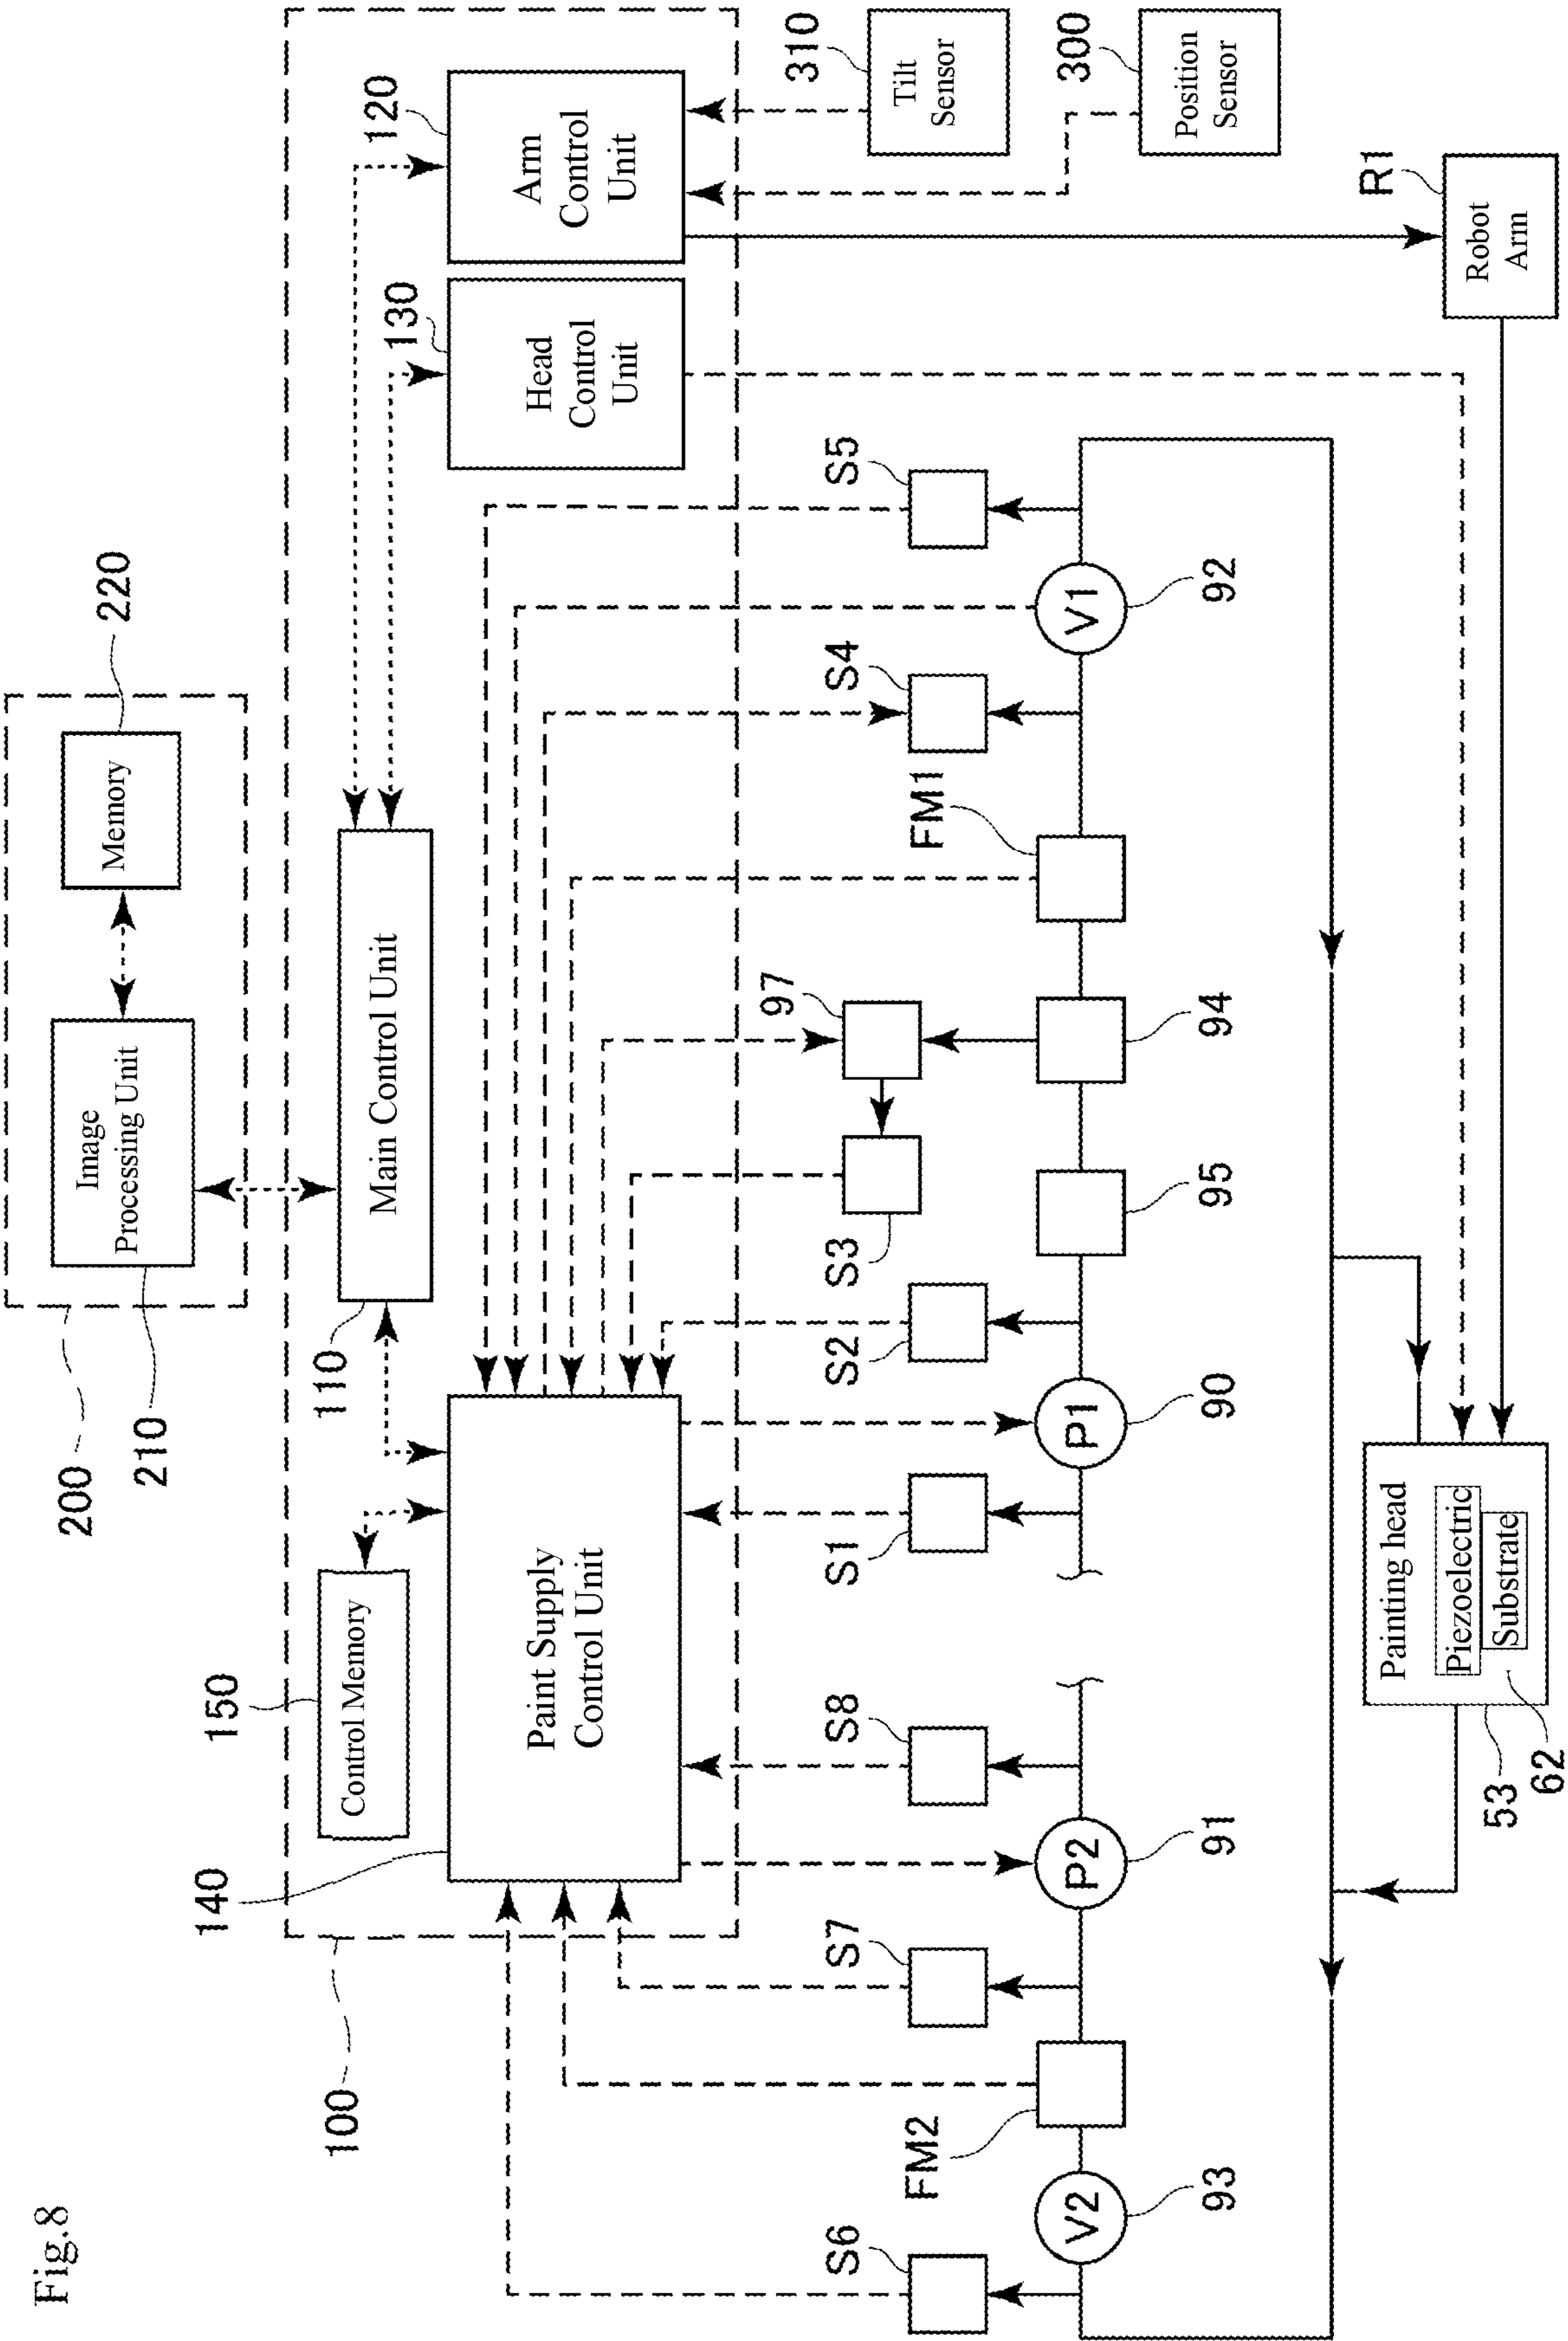 Fig.8
200
210
Image
Processing Unit
Memory
220
100
150
Control Memory
110
Main Control Unit
140
Paint Supply
Control Unit
130
Head
Control
Unit
120
Arm
Control
Unit
S6
S7
S8
S1
S2
S3
97
S4
S5
310
Tilt
Sensor
300
Position
Sensor
FM2
FM1
V2
P2
P1
V1
93
91
90
95
94
92
R1
Robot
Arm
Painting head
Piezoelectric
Substrate
53
62